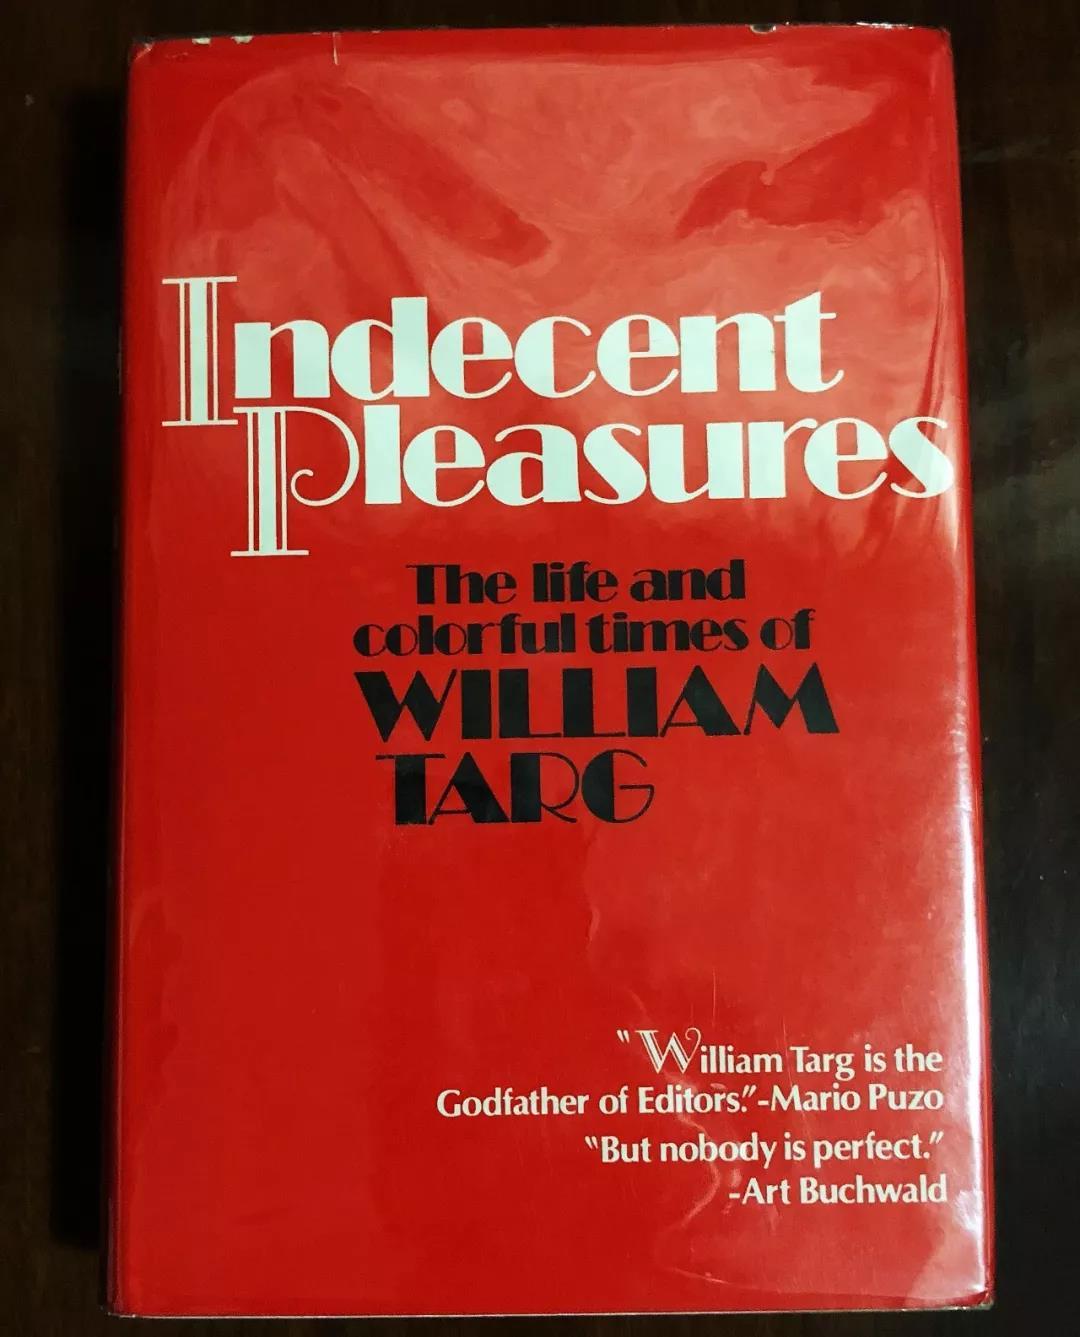 Indecent
Pleasures
The life and
colorful times of
WILLIAM
TARG
"William Targ is the
Godfather of Editors."-Mario Puzo
"But nobody is perfect."
-Art Buchwald